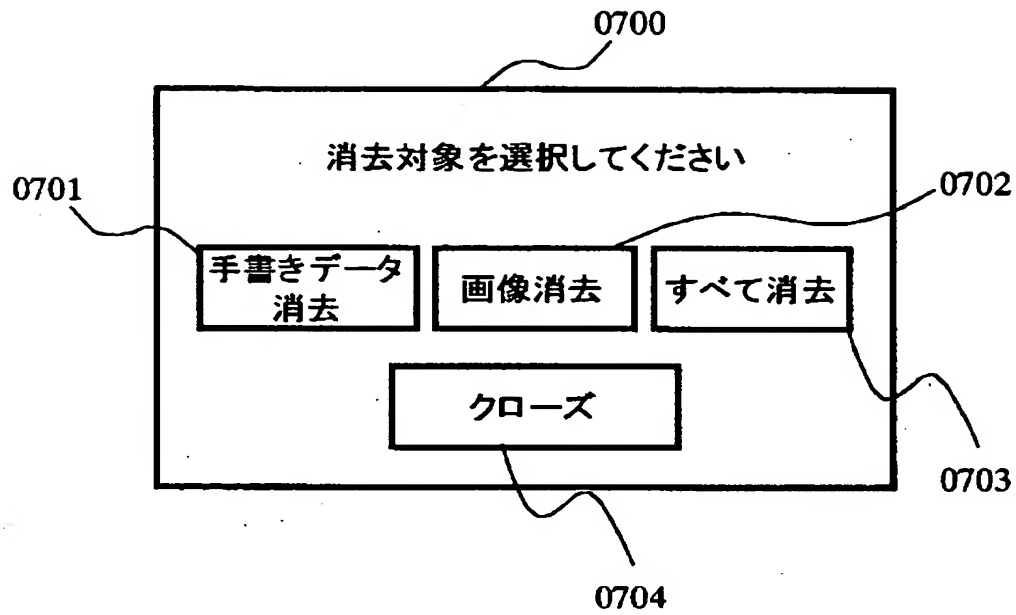 0700
消去対象を選択してください
0701
0702
手書きデータ
消去
画像消去
すべて消去
クローズ
0703
0704